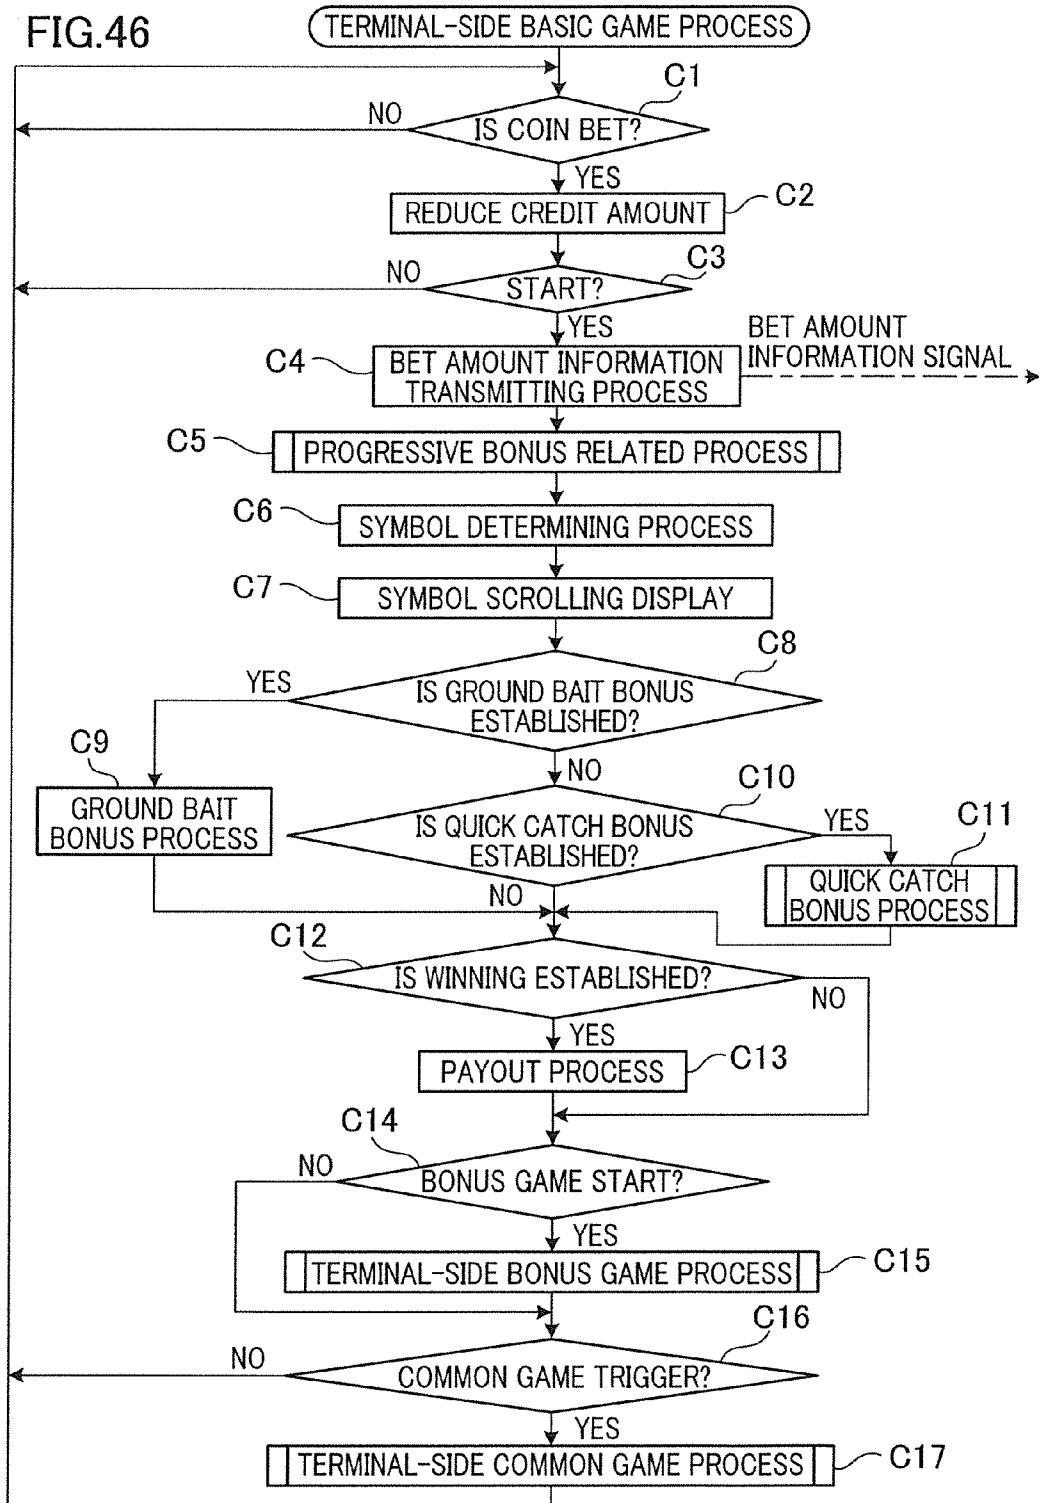 FIG.46
TERMINAL-SIDE BASIC GAME PROCESS
C1
NO
IS COIN BET?
YES
C2
REDUCE CREDIT AMOUNT
C3
NO
START?
YES
BET AMOUNT
INFORMATION SIGNAL
C4
BET AMOUNT INFORMATION
TRANSMITTING PROCESS
C5
PROGRESSIVE BONUS RELATED PROCESS
C6
SYMBOL DETERMINING PROCESS
C7
SYMBOL SCROLLING DISPLAY
C8
YES
IS GROUND BAIT BONUS
ESTABLISHED?
C9
NO
GROUND BAIT
BONUS PROCESS
C10
IS QUICK CATCH BONUS
ESTABLISHED?
YES
C11
QUICK CATCH
BONUS PROCESS
NO
C12
IS WINNING ESTABLISHED?
NO
YES
C13
PAYOUT PROCESS
C14
NO
BONUS GAME START?
YES
C15
TERMINAL-SIDE BONUS GAME PROCESS
C16
NO
COMMON GAME TRIGGER?
YES
C17
TERMINAL-SIDE COMMON GAME PROCESS